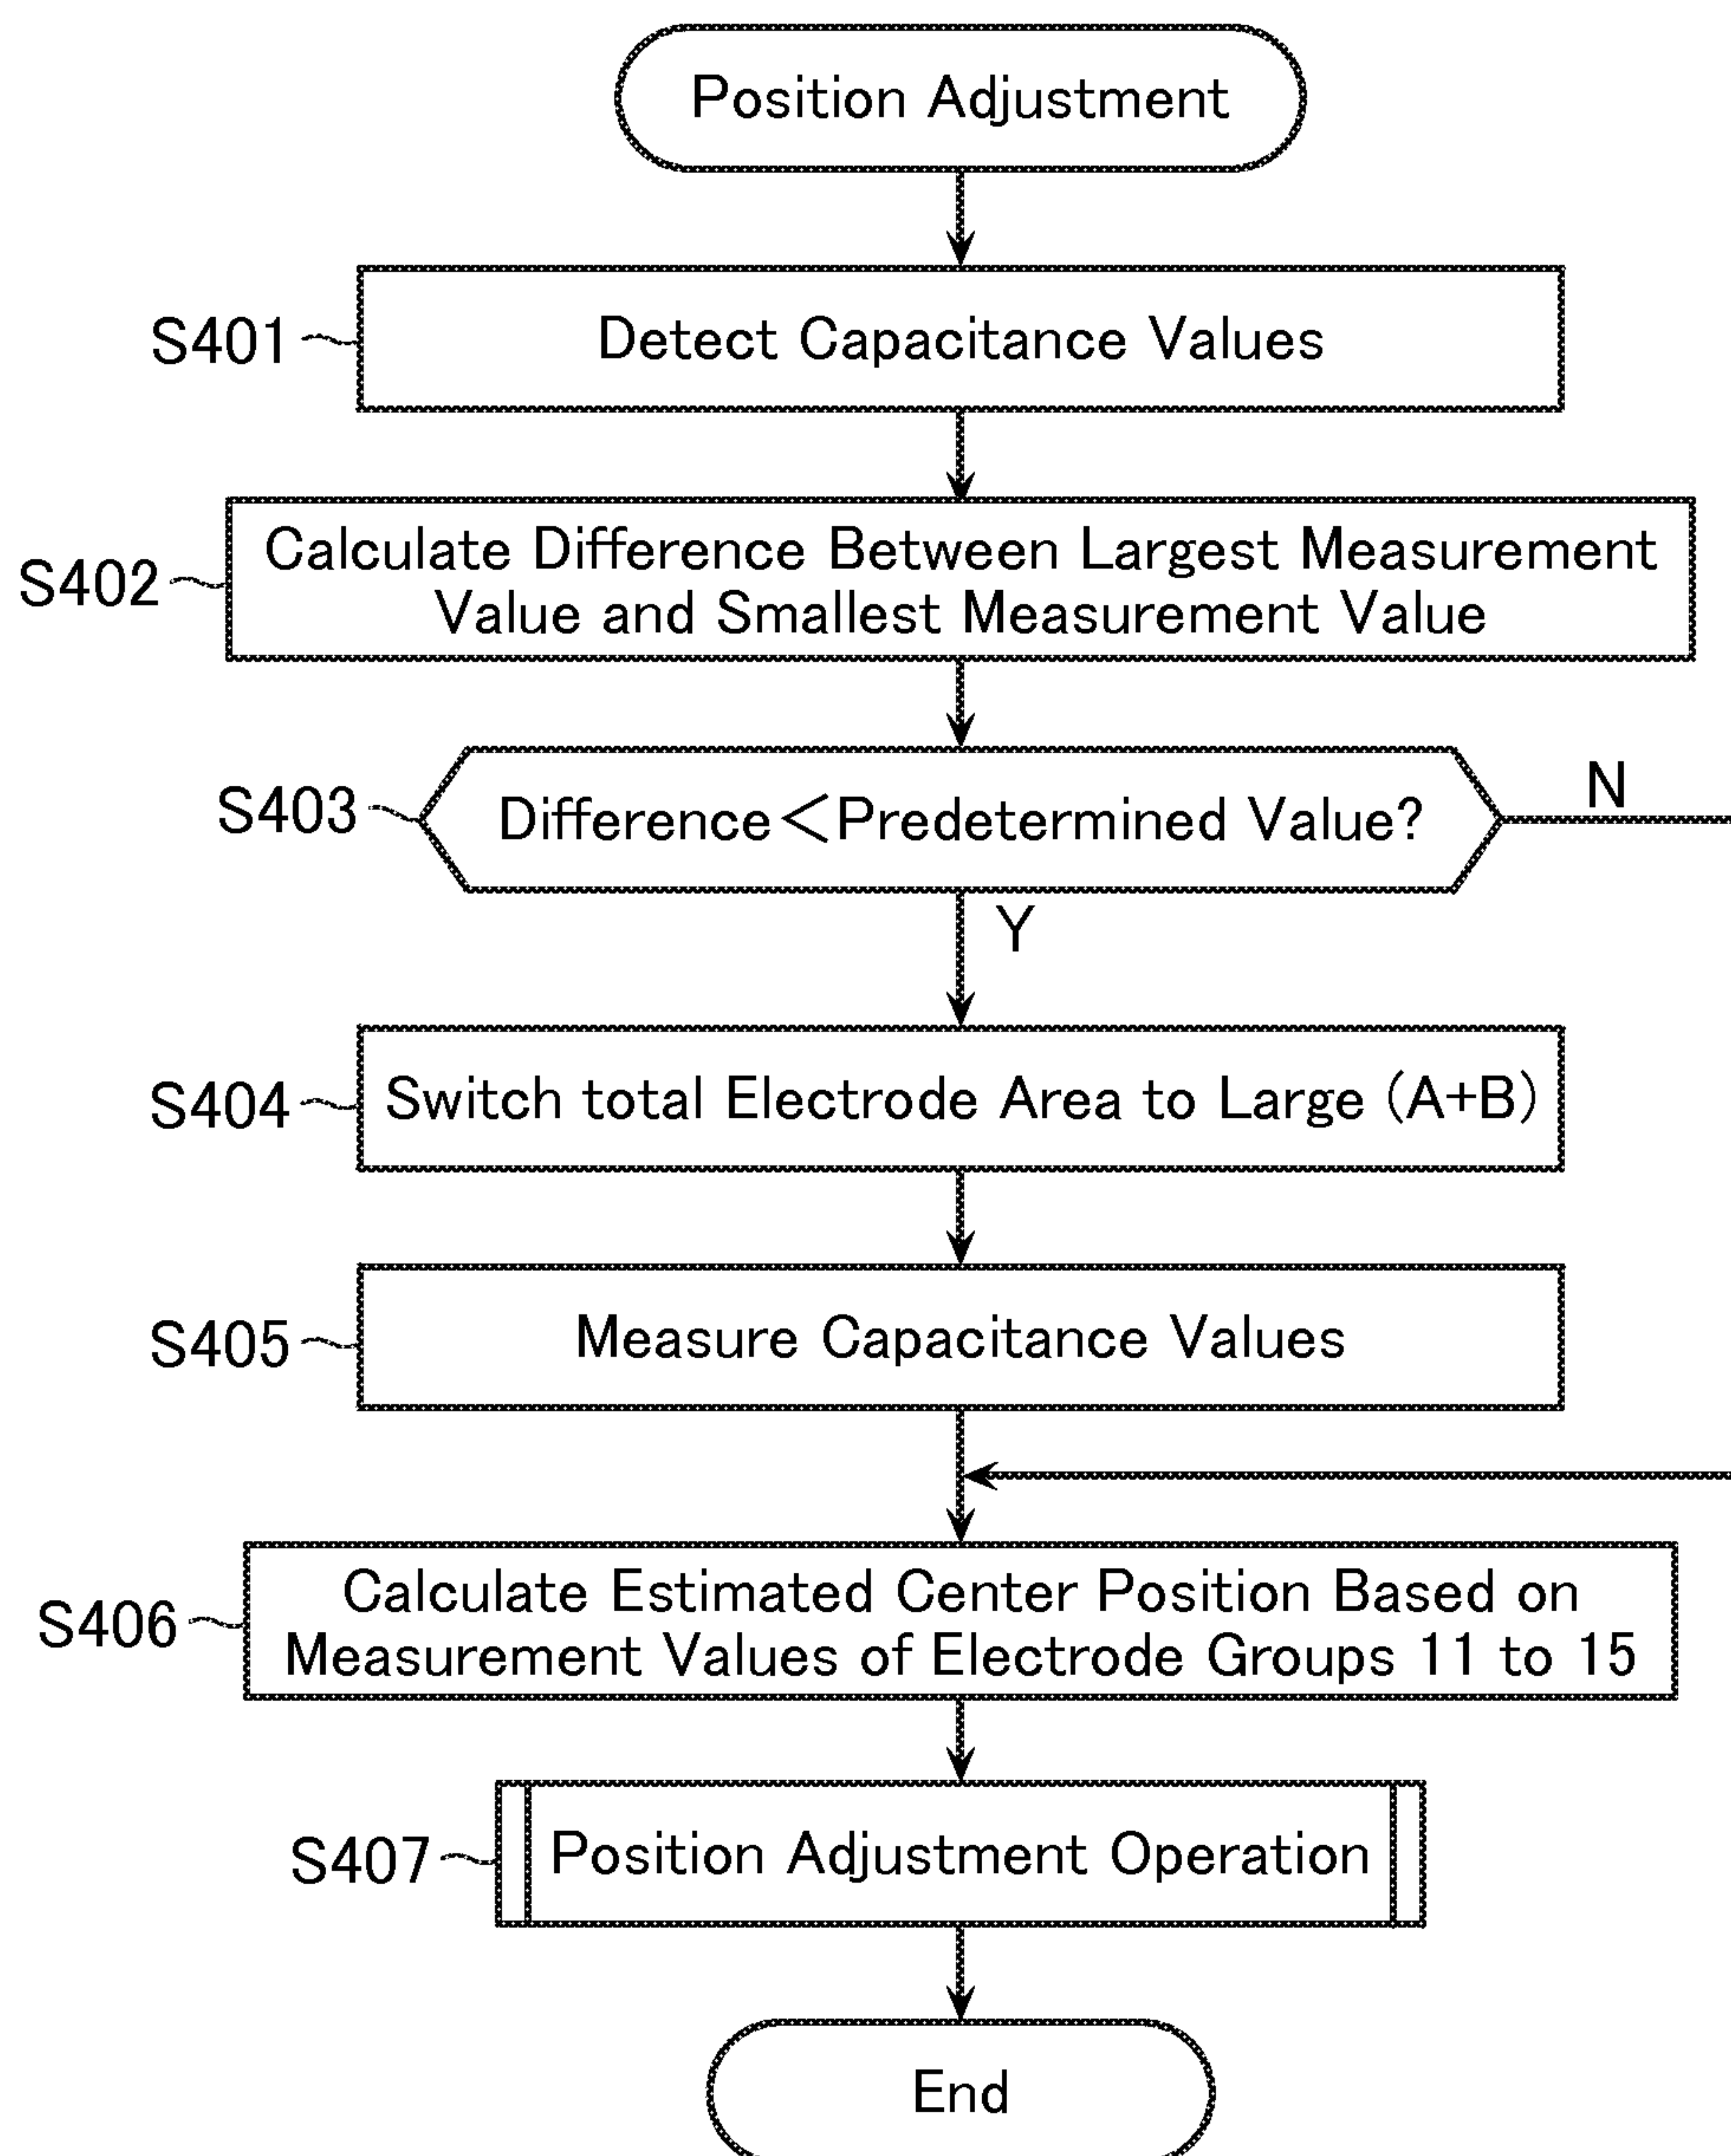 Position Adjustment
S401
Detect Capacitance Values
S402
Calculate Difference Between Largest Measurement
Value and Smallest Measurement Value
S403
Difference<Predetermined Value?
N
Y
S404
Switch total Electrode Area to Large (A+B)
S405
Measure Capacitance Values
S406
Calculate Estimated Center Position Based on
Measurement Values of Electrode Groups 11 to 15
S407
Position Adjustment Operation
End